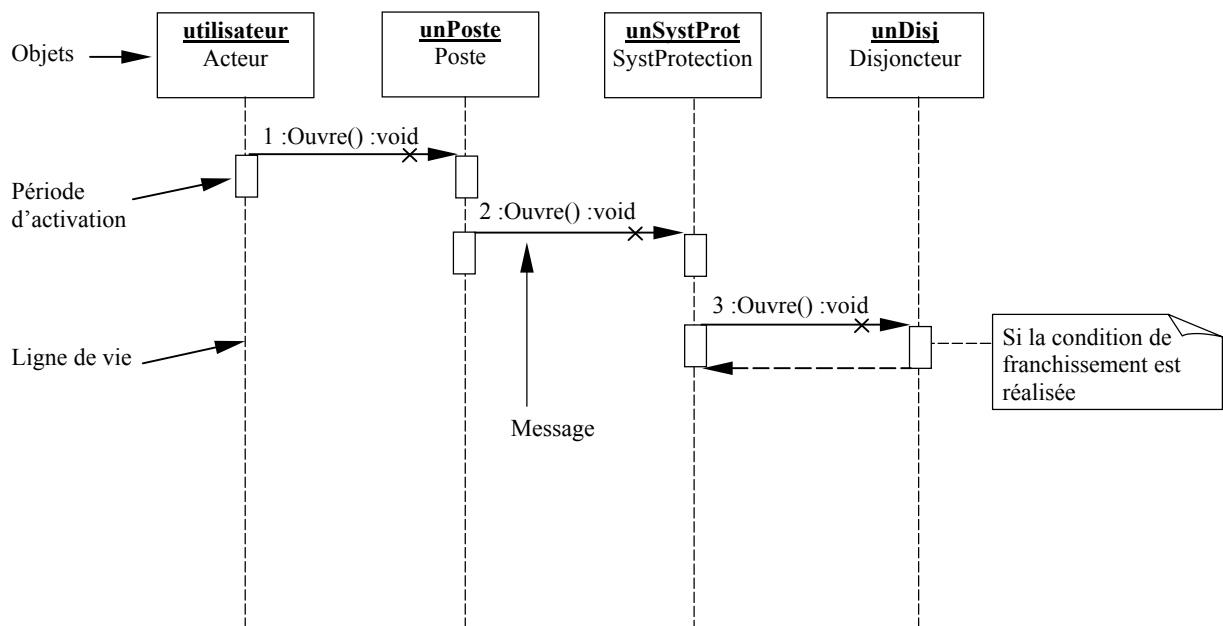 utilisateur
Acteur
unPoste
Poste
unSystProt
SystProtection
unDisj
Disjoncteur
Objets
1 :Ouvre() :void
Période
d’activation
2 :Ouvre() :void
3 :Ouvre() :void
Ligne de vie
Si la condition de
franchissement est
réalisée
Message